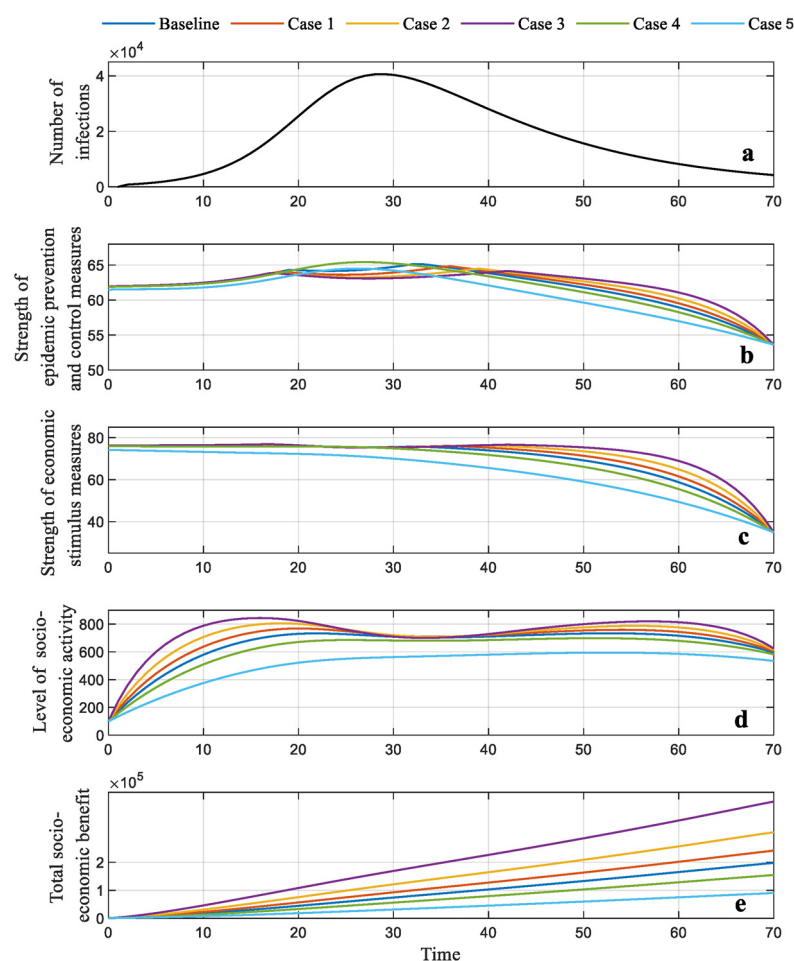 Baseline Case 1 Case 2 Case 3 Case 4 Case 5
×10⁴
Number of
infections
4
2
0
0 10 20 30 40 50 60 70
a
Strength of
epidemic prevention
and control measures
65
60
55
50
0 10 20 30 40 50 60 70
b
Strength of economic
stimulus measures
80
60
40
0 10 20 30 40 50 60 70
c
Level of socio-
economic activity
800
600
400
200
0
0 10 20 30 40 50 60 70
d
×10⁵
Total socio-
economic benefit
2
1
0
0 10 20 30 40 50 60 70
e
Time